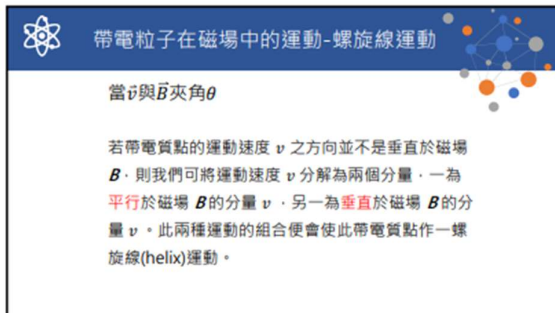 帶電粒子在磁場中的運動-螺旋線運動
當v⃗與B⃗夾角θ
若帶電質點的運動速度 v 之方向並不是垂直於磁場
B，則我們可將運動速度 v 分解為兩個分量，一為
平行於磁場 B的分量 v ，另一為垂直於磁場 B的分
量 v 。此兩種運動的組合便會使此帶電質點作一螺
旋線(helix)運動。